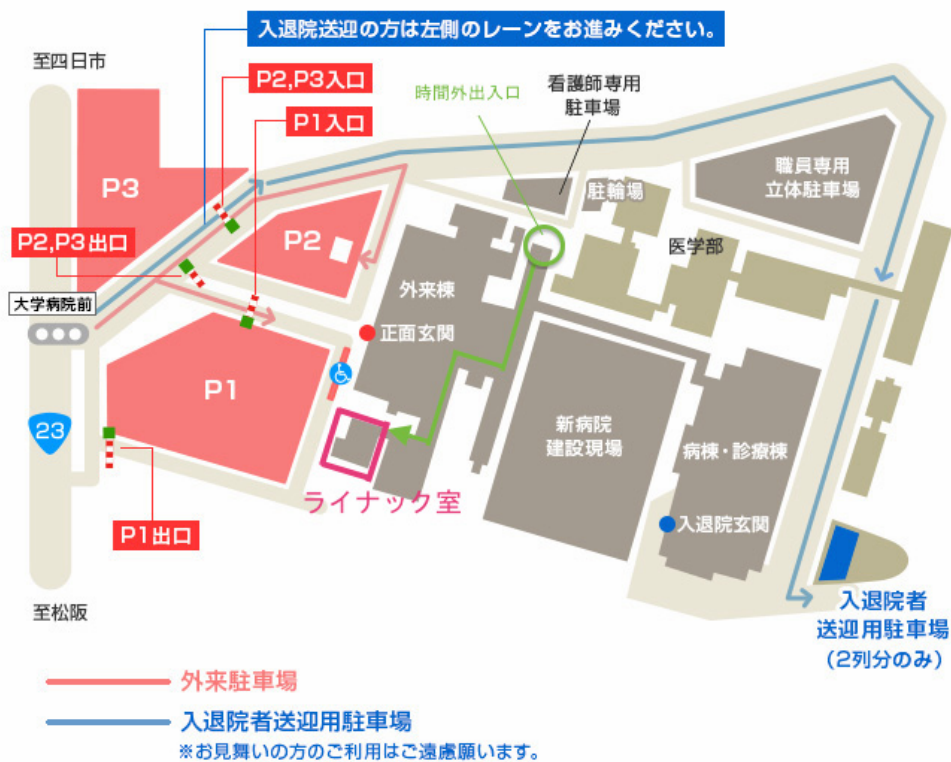 入退院送迎の方は左側のレーンをお進みください。
至四日市
P2,P3入口
時間外出入口
看護師専用
駐車場
P1入口
職員専用
立体駐車場
P3
駐輪場
P2,P3出口
P2
医学部
大学病院前
外来棟
正面玄関
P1
23
新病院
建設現場
病棟・診療棟
ライナック室
入退院玄関
P1出口
至松阪
入退院者
送迎用駐車場
(2列分のみ)
外来駐車場
入退院者送迎用駐車場
※お見舞いの方のご利用はご遠慮願います。